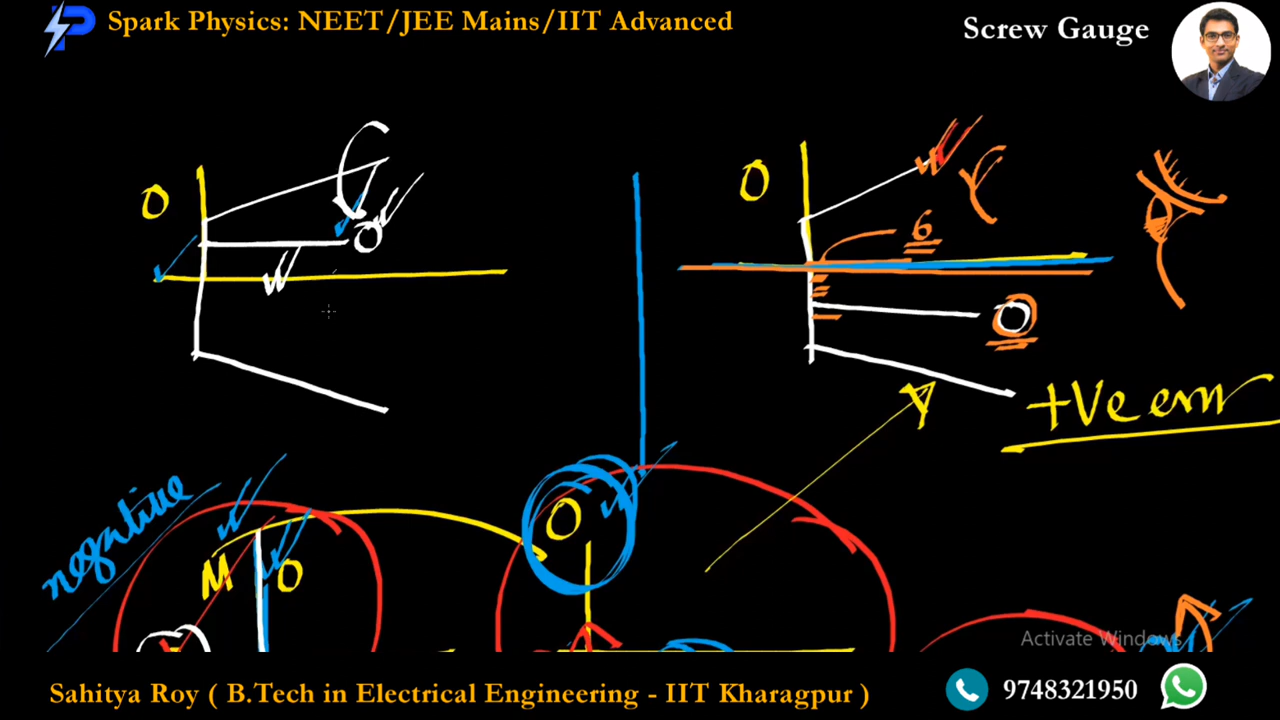 Spark Physics: NEET/JEE Mains/IIT Advanced
Screw Gauge
O
O
6
O
O
+Ve error
negative
O
M
O
Activate Windows
Sahitya Roy ( B.Tech in Electrical Engineering - IIT Kharagpur )
9748321950